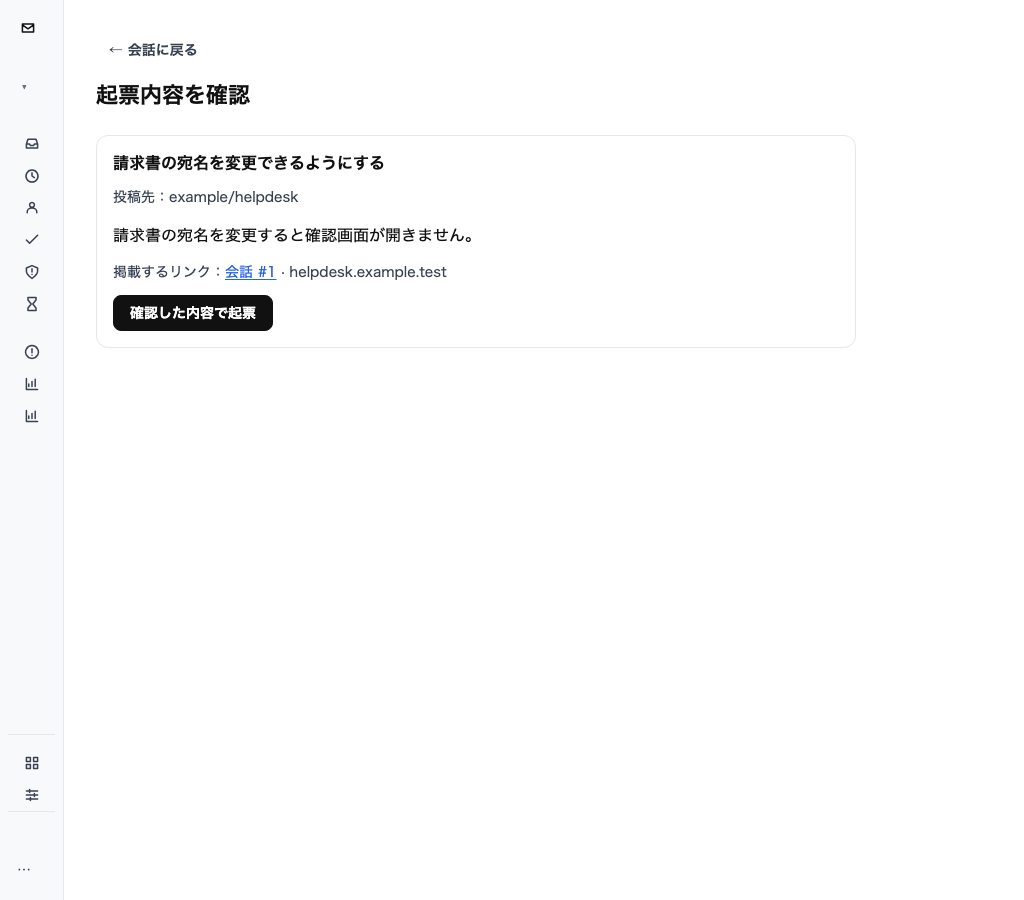 ← 会話に戻る
起票内容を確認
請求書の宛名を変更できるようにする
投稿先：example/helpdesk
請求書の宛名を変更すると確認画面が開きません。
掲載するリンク：会話 #1 · helpdesk.example.test
確認した内容で起票